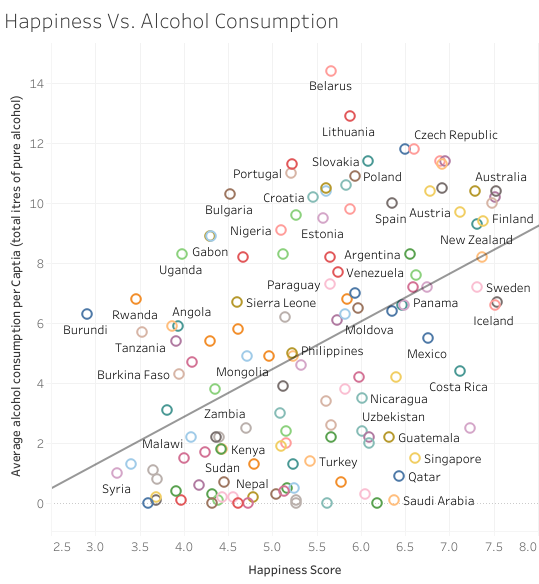 Happiness Vs. Alcohol Consumption
Average alcohol consumption per Captia (total itres of pure alcohol)
14
12
10
8
6
4
2
0
Belarus
Lithuania
Czech Republic
Slovakia
Portugal
Poland
Australia
Croatia
Bulgaria
Spain
Austria
Finland
Nigeria
Estonia
New Zealand
Gabon
Argentina
Uganda
Venezuela
Paraguay
Sweden
Sierra Leone
Panama
Rwanda
Angola
Iceland
Burundi
Moldova
Tanzania
Philippines
Mexico
Mongolia
Burkina Faso
Costa Rica
Nicaragua
Zambia
Uzbekistan
Malawi
Guatemala
Kenya
Singapore
Turkey
Sudan
Qatar
Syria
Nepal
Saudi Arabia
2.5 3.0 3.5 4.0 4.5 5.0 5.5 6.0 6.5 7.0 7.5 8.0
Happiness Score